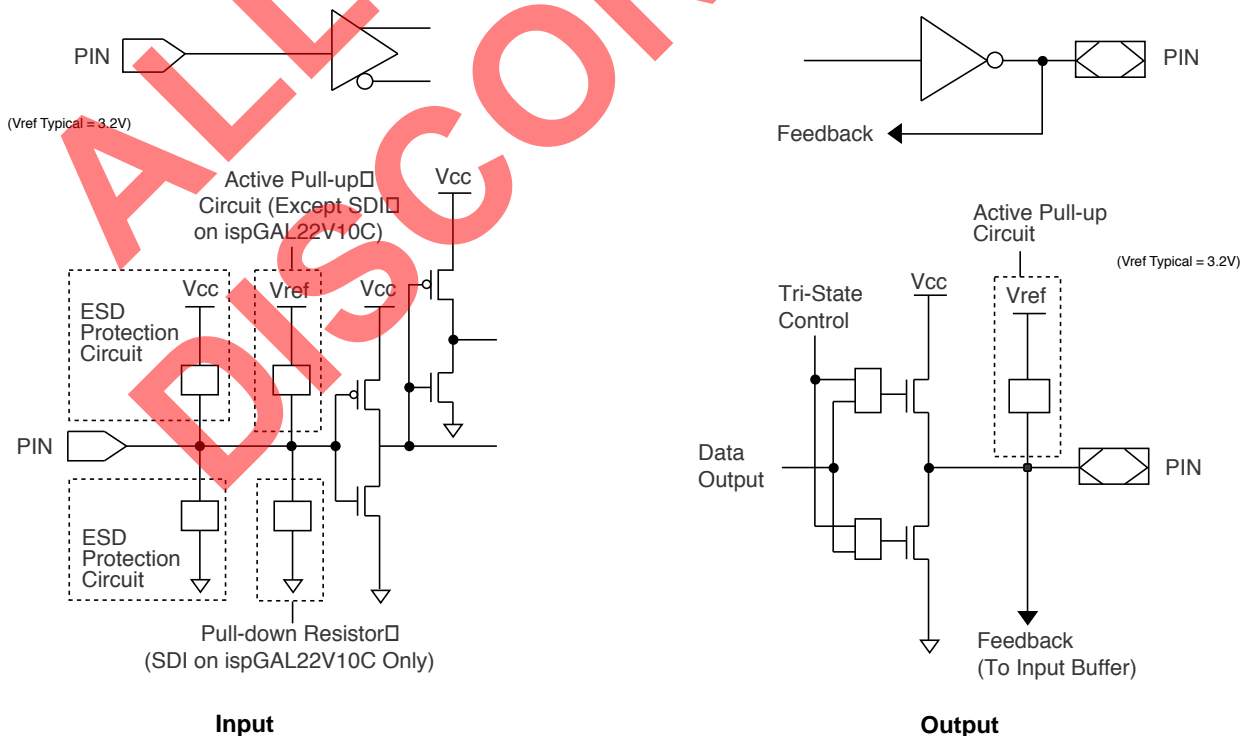 PIN
(Vref Typical = 3.2V)
Active Pull-up□
Circuit (Except SDI□
on ispGAL22V10C)
Vcc
Vcc
Vref
Vcc
ESD
Protection
Circuit
PIN
ESD
Protection
Circuit
Pull-down Resistor□
(SDI on ispGAL22V10C Only)
Input
PIN
Feedback
Active Pull-up
Circuit
(Vref Typical = 3.2V)
Tri-State
Control
Vcc
Vref
Data
Output
PIN
Feedback
(To Input Buffer)
Output
ALL
DISCON